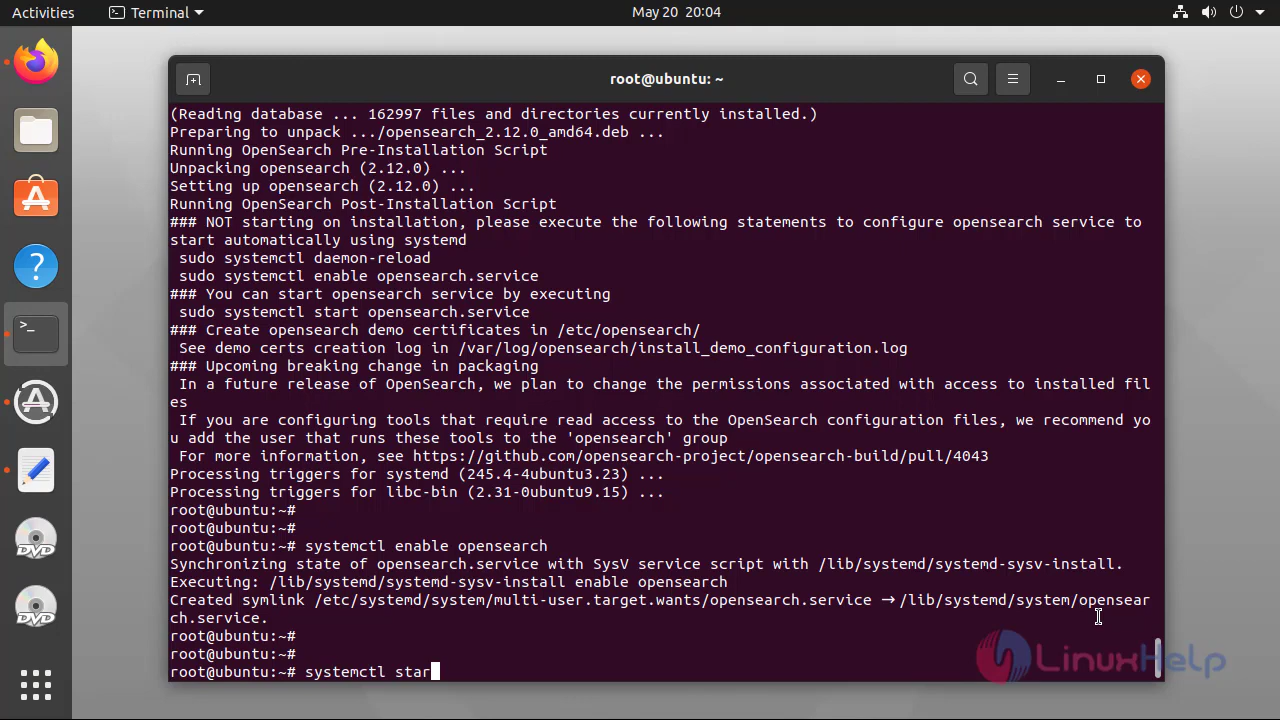 Activities
Terminal
May 20 20:04
root@ubuntu: ~
(Reading database ... 162997 files and directories currently installed.)
Preparing to unpack .../opensearch_2.12.0_amd64.deb ...
Running OpenSearch Pre-Installation Script
Unpacking opensearch (2.12.0) ...
Setting up opensearch (2.12.0) ...
Running OpenSearch Post-Installation Script
### NOT starting on installation, please execute the following statements to configure opensearch service to
start automatically using systemd
 sudo systemctl daemon-reload
 sudo systemctl enable opensearch.service
### You can start opensearch service by executing
 sudo systemctl start opensearch.service
### Create opensearch demo certificates in /etc/opensearch/
 See demo certs creation log in /var/log/opensearch/install_demo_configuration.log
### Upcoming breaking change in packaging
 In a future release of OpenSearch, we plan to change the permissions associated with access to installed fil
es
 If you are configuring tools that require read access to the OpenSearch configuration files, we recommend yo
u add the user that runs these tools to the 'opensearch' group
 For more information, see https://github.com/opensearch-project/opensearch-build/pull/4043
Processing triggers for systemd (245.4-4ubuntu3.23) ...
Processing triggers for libc-bin (2.31-0ubuntu9.15) ...
root@ubuntu:~#
root@ubuntu:~#
root@ubuntu:~# systemctl enable opensearch
Synchronizing state of opensearch.service with SysV service script with /lib/systemd/systemd-sysv-install.
Executing: /lib/systemd/systemd-sysv-install enable opensearch
Created symlink /etc/systemd/system/multi-user.target.wants/opensearch.service → /lib/systemd/system/opensear
ch.service.
root@ubuntu:~#
root@ubuntu:~#
root@ubuntu:~# systemctl star
LinuxHelp
DVD
DVD